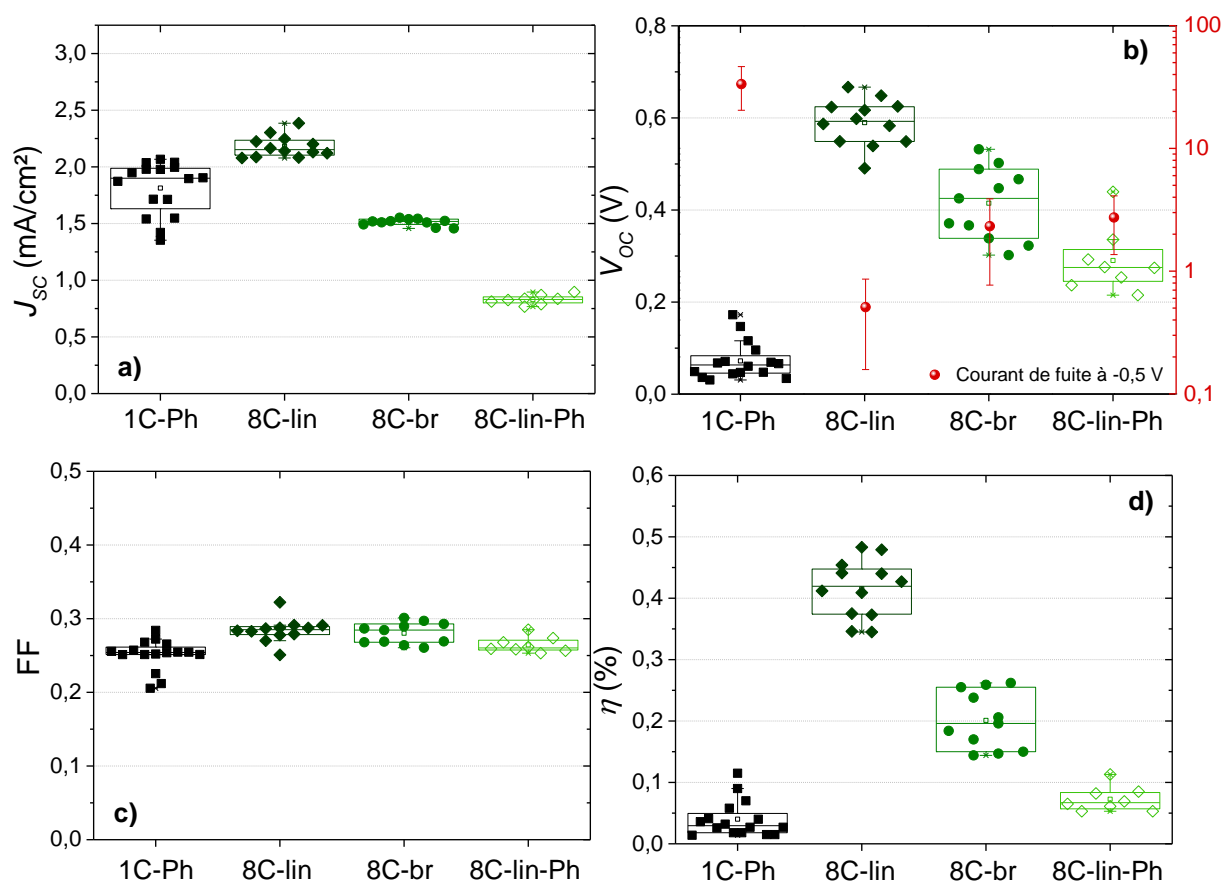 3,0
2,5
2,0
1,5
1,0
0,5
0,0
J_SC (mA/cm²)
a)
1C-Ph 8C-lin 8C-br 8C-lin-Ph
0,8
0,6
0,4
0,2
0,0
V_OC (V)
b)
100
10
1
0,1
Courant de fuite à -0,5 V
1C-Ph 8C-lin 8C-br 8C-lin-Ph
0,5
0,4
0,3
0,2
0,1
0,0
FF
c)
1C-Ph 8C-lin 8C-br 8C-lin-Ph
0,6
0,5
0,4
0,3
0,2
0,1
0,0
η (%)
d)
1C-Ph 8C-lin 8C-br 8C-lin-Ph